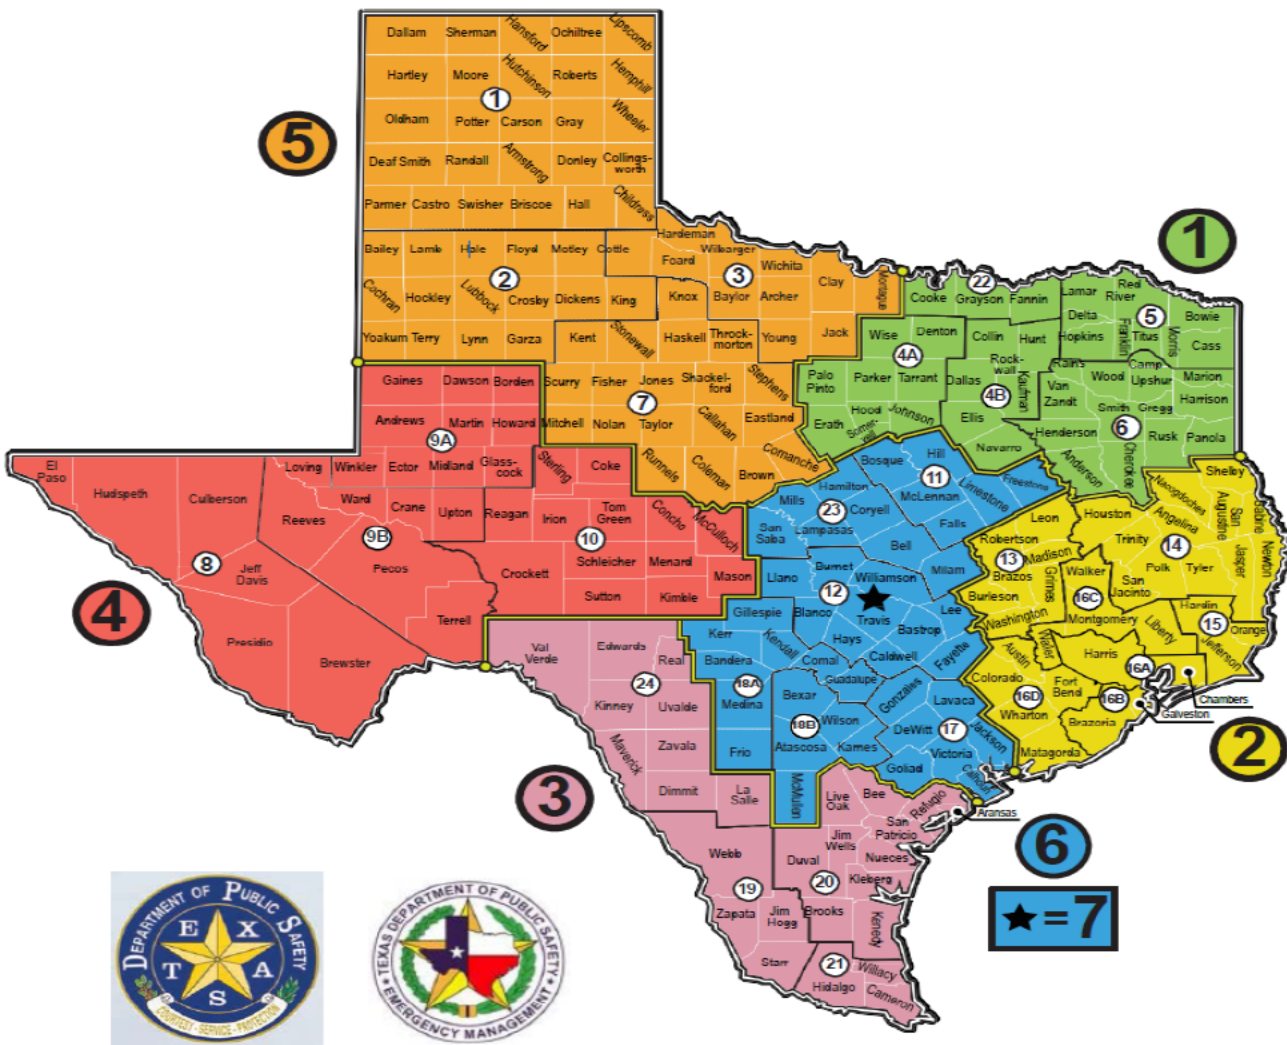 Dallam Sherman Hansford Ochiltree Lipscomb
Hartley Moore Hutchinson Roberts Hemphill
1
5
Oldham Potter Carson Gray Wheeler
Deaf Smith Randall Armstrong Donley Collings-
worth
Parmer Castro Swisher Briscoe Hall Childress
Bailey Lamb Hale Floyd Motley Cottle
Hardeman
Foard Wilbarger Wichita
2
3
Cochran Hockley Lubbock Crosby Dickens King
Knox Baylor Archer Clay Montague
Yoakum Terry Lynn Garza Kent Stonewall Haskell Throck-
morton Young Jack
Scurry Fisher Jones Shackel-
ford Stephens
7
Mitchell Nolan Taylor Callahan Eastland
Runnels Coleman Brown Comanche
1
22
Cooke Grayson Fannin Lamar Red
River
Delta
5
Bowie
Wise Denton Collin Hunt Hopkins Franklin Titus Morris Cass
4A
Rock-
wall
Rains Camp
Palo
Pinto Parker Tarrant Dallas Kaufman Van
Zandt Wood Upshur Marion
4B
Harrison
Erath Hood Somer-
vell Johnson Ellis Smith Gregg
6
Navarro Henderson Rusk Panola
Anderson Cherokee
Gaines Dawson Borden
Andrews Martin Howard
9A
El
Paso Hudspeth Culberson
Loving Winkler Ector Midland Glass-
cock Sterling Coke
Ward
Reeves Crane Upton Reagan Irion Tom
Green Concho McCulloch
9B
10
8
Jeff
Davis Pecos Crockett Schleicher Menard Mason
Sutton Kimble
4
Presidio Terrell
Brewster
Bosque Hill
11
Hamilton McLennan Limestone Freestone
Mills
23
Coryell
San
Saba Lampasas Falls
Bell
Burnet Milam
Llano Williamson
12
Gillespie Blanco Travis Lee
Kerr Kendall Hays Bastrop
Bandera Comal Caldwell Fayette
18A
Guadalupe
Medina Bexar Gonzales Lavaca
18B
Wilson DeWitt
17
Jackson
Frio Atascosa Karnes Victoria
Goliad Calhoun
McMullen
Shelby
Nacogdoches San Augustine Sabine
Leon Houston Angelina
Robertson Trinity
14
13
Madison Newton
Brazos Walker Polk Tyler Jasper
Grimes San
Jacinto
Burleson
16C
Hardin
Washington Montgomery Liberty
15
Orange
Waller Harris Jefferson
Austin
16A
Colorado Fort
Bend Chambers
16D
16B
Galveston
Wharton Brazoria
Matagorda
2
Val
Verde Edwards Real
24
Kinney Uvalde
Maverick Zavala
Dimmit La
Salle
3
Live
Oak Bee Refugio
Aransas
San
Patricio
Webb Duval Jim
Wells Nueces
Kleberg
19
20
Zapata Jim
Hogg Brooks Kenedy
Starr
21
Willacy
Hidalgo Cameron
6
=7
DEPARTMENT OF PUBLIC SAFETY
TEXAS
COURTESY - SERVICE - PROTECTION
TEXAS DEPARTMENT OF PUBLIC SAFETY
EMERGENCY MANAGEMENT